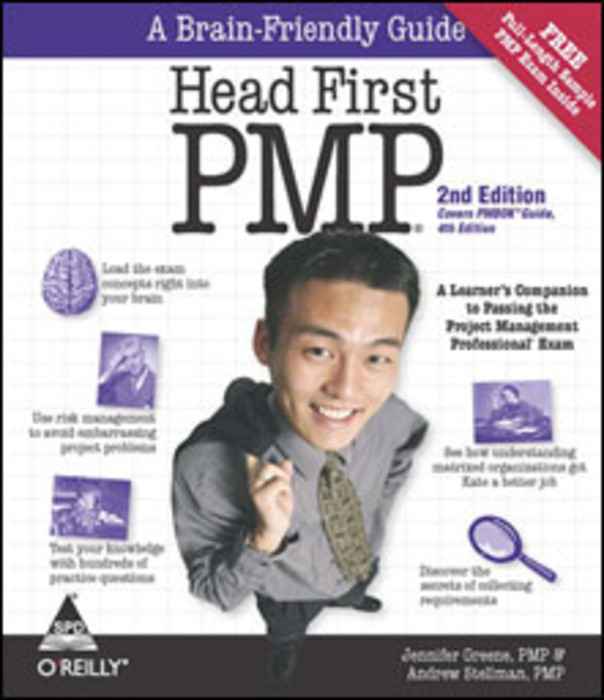 A Brain-Friendly Guide
FREE
Full-Length Sample
PMP Exam Inside
Head First
PMP®
2nd Edition
Covers PMBOK™ Guide,
4th Edition
Load the exam
concepts right into
your brain
A Learner's Companion
to Passing the
Project Management
Professional Exam
Use risk management
to avoid embarrassing
project problems
See how understanding
matrixed organizations got
Kate a better job
Test your knowledge
with hundreds of
practice questions
Discover the
secrets of collecting
requirements
SPD
O'REILLY®
Jennifer Greene, PMP &
Andrew Stellman, PMP